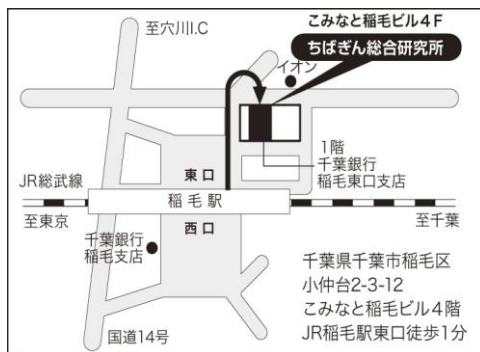 こみなと稲毛ビル4F
ちばぎん総合研究所
至穴川I.C
イオン
1階
千葉銀行
稲毛東口支店
東口
JR総武線
稲毛駅
至東京
至千葉
西口
千葉銀行
稲毛支店
千葉県千葉市稲毛区
小仲台2-3-12
こみなと稲毛ビル4階
JR稲毛駅東口徒歩1分
国道14号